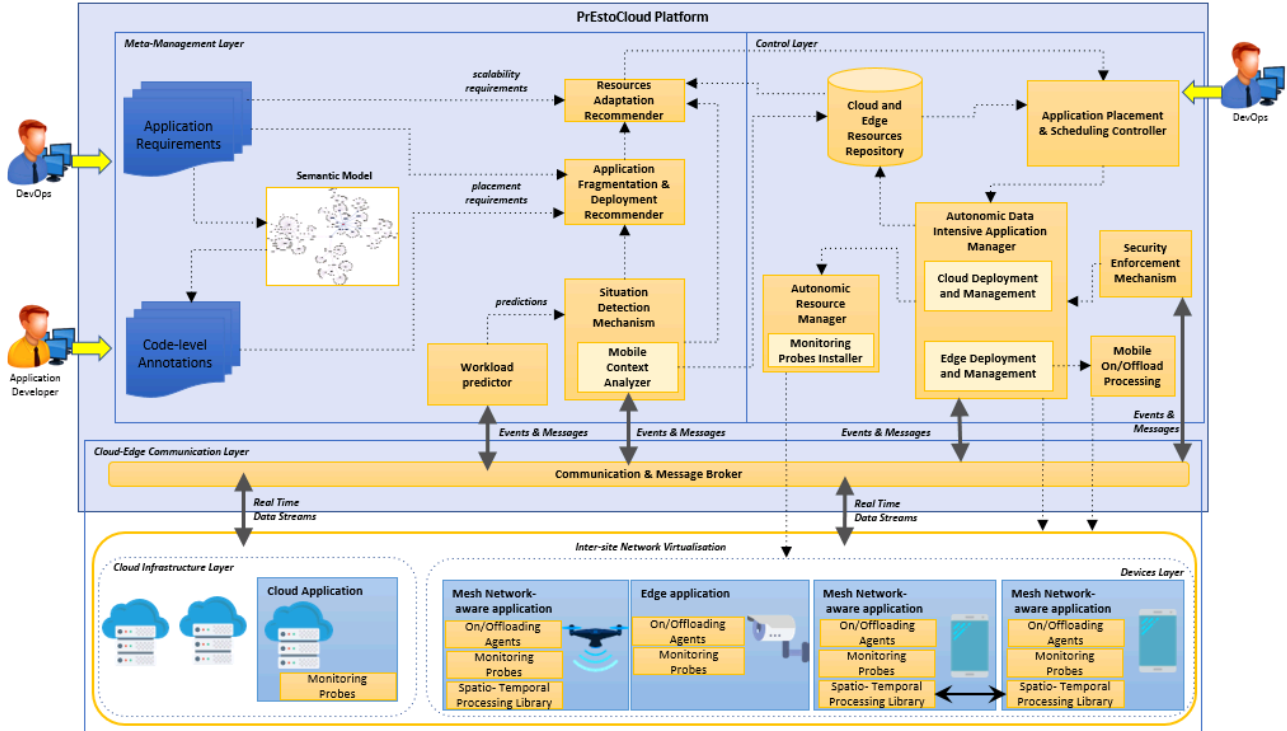 PrEstoCloud Platform
Meta-Management Layer
Control Layer
scalability
requirements
Resources
Adaptation
Recommender
Application
Requirements
Cloud and
Edge
Resources
Repository
Application Placement
& Scheduling Controller
DevOps
DevOps
Semantic Model
placement
requirements
Application
Fragmentation &
Deployment
Recommender
Autonomic Data
Intensive Application
Manager
Cloud Deployment
and Management
Edge Deployment
and Management
Security
Enforcement
Mechanism
Autonomic
Resource
Manager
Monitoring
Probes Installer
predictions
Situation
Detection
Mechanism
Mobile
Context
Analyzer
Code-level
Annotations
Application
Developer
Workload
predictor
Mobile
On/Offload
Processing
Events & Messages
Events & Messages
Events & Messages
Events &
Messages
Cloud-Edge Communication Layer
Communication & Message Broker
Real Time
Data Streams
Real Time
Data Streams
Inter-site Network Virtualisation
Cloud Infrastructure Layer
Devices Layer
Cloud Application
Monitoring
Probes
Mesh Network-
aware application
On/Offloading
Agents
Monitoring
Probes
Spatio- Temporal
Processing Library
Edge application
On/Offloading
Agents
Monitoring
Probes
Mesh Network-
aware application
On/Offloading
Agents
Monitoring
Probes
Spatio- Temporal
Processing Library
Mesh Network-
aware application
On/Offloading
Agents
Monitoring
Probes
Spatio- Temporal
Processing Library